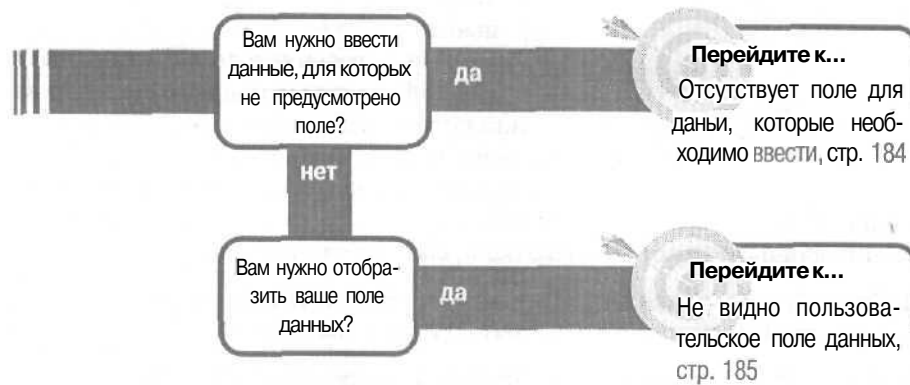 Вам нужно ввести
данные, для которых
не предусмотрено
поле?
да
Перейдите к...
Отсутствует поле для
даньи, которые необ-
ходимо ввести, стр. 184
нет
Вам нужно отобра-
зить ваше поле
данных?
да
Перейдите к...
Не видно пользова-
тельское поле данных,
стр. 185